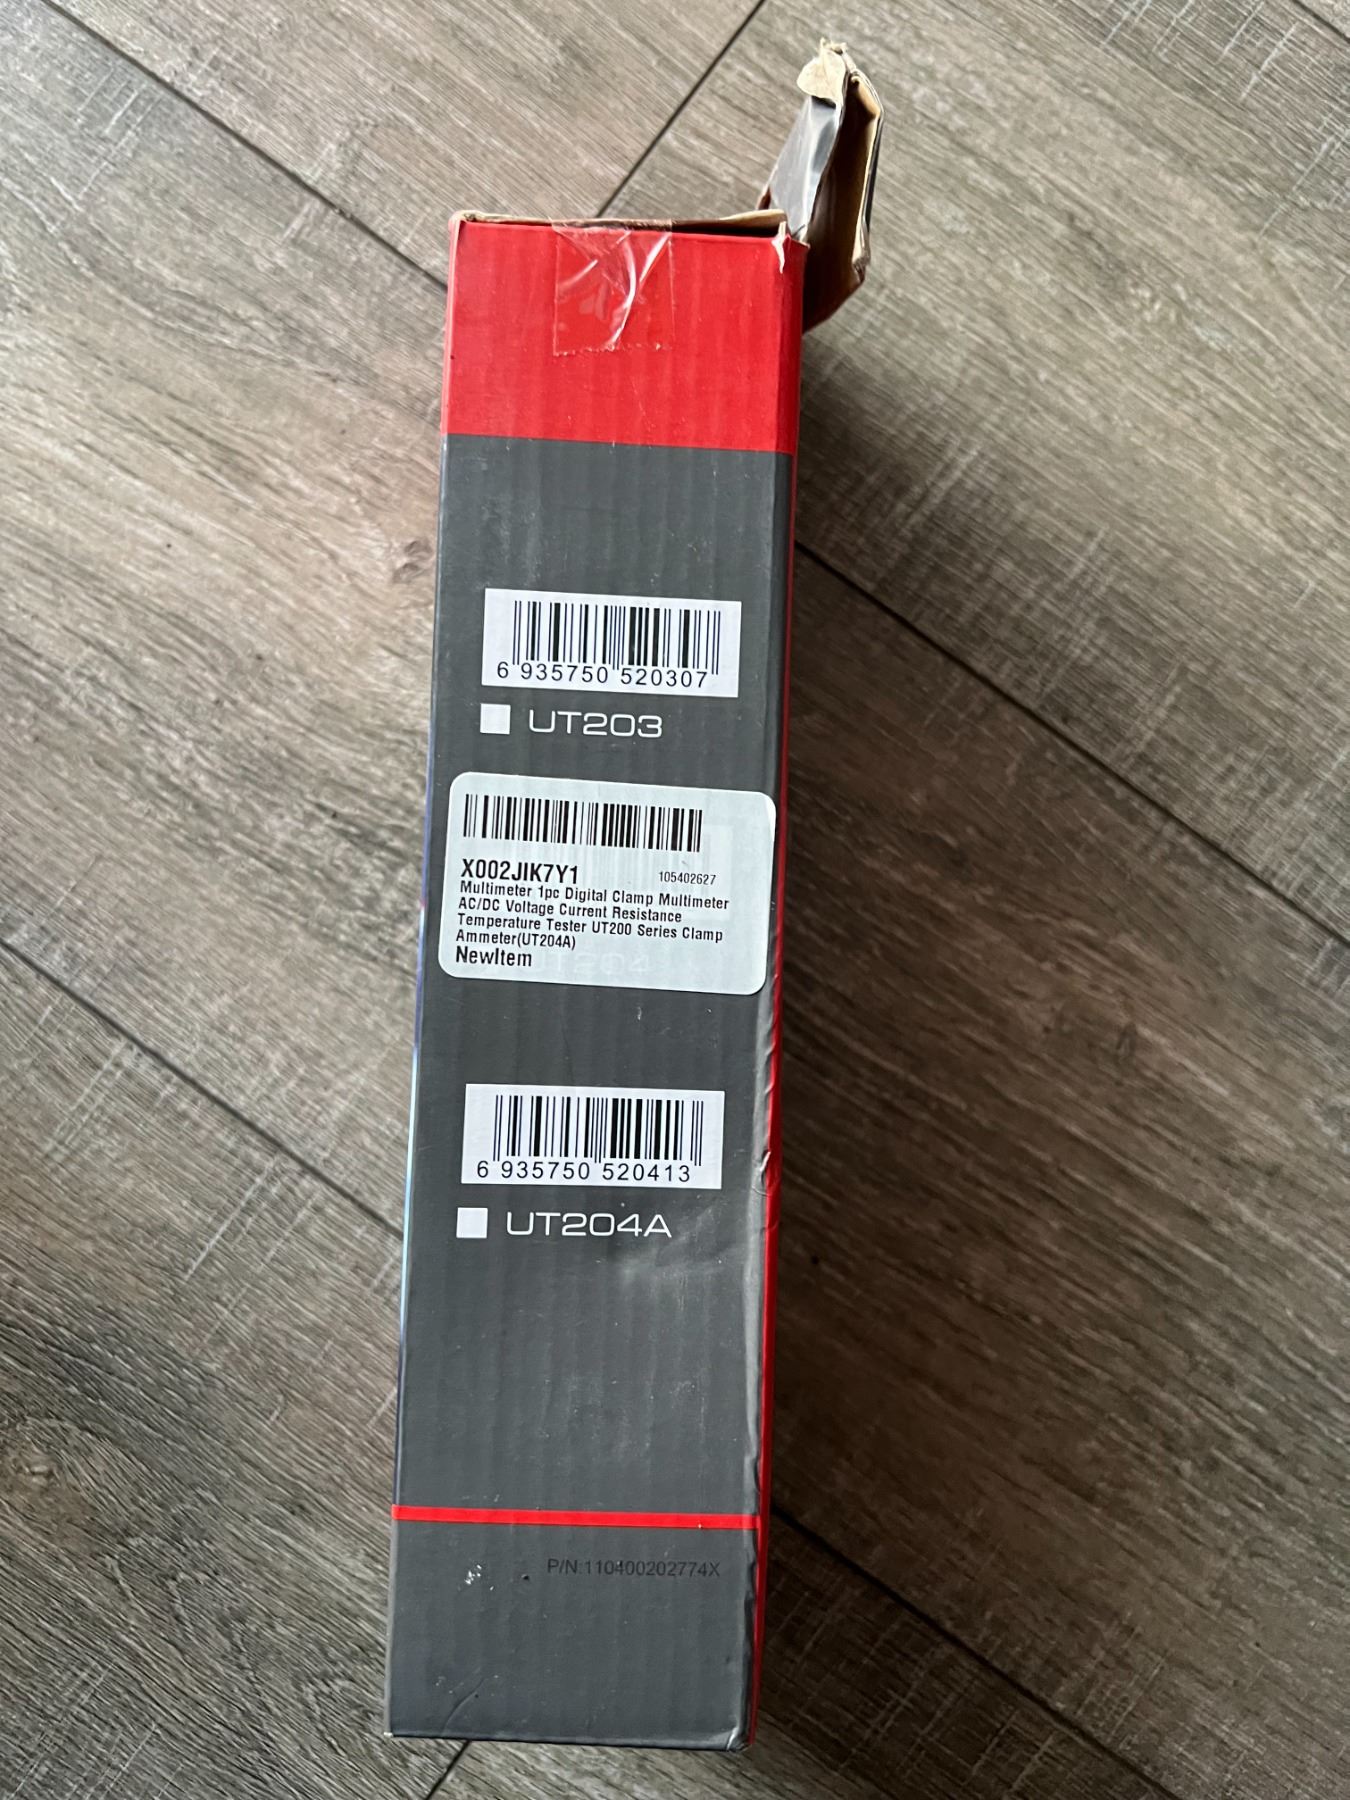 6 935750 520307
UT203
X002JIK7Y1 105402627
Multimeter 1pc Digital Clamp Multimeter
AC/DC Voltage Current Resistance
Temperature Tester UT200 Series Clamp
Ammeter(UT204A)
NewItem
UT204
6 935750 520413
UT204A
P/N:110400202774X